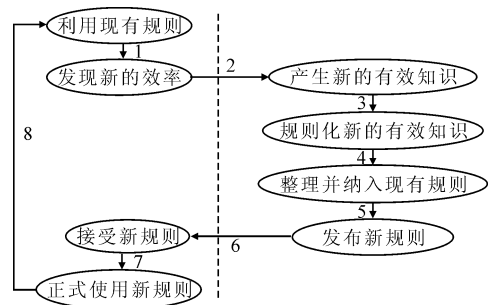 利用现有规则
1
发现新的效率
2
产生新的有效知识
3
规则化新的有效知识
4
整理并纳入现有规则
5
发布新规则
6
接受新规则
7
正式使用新规则
8